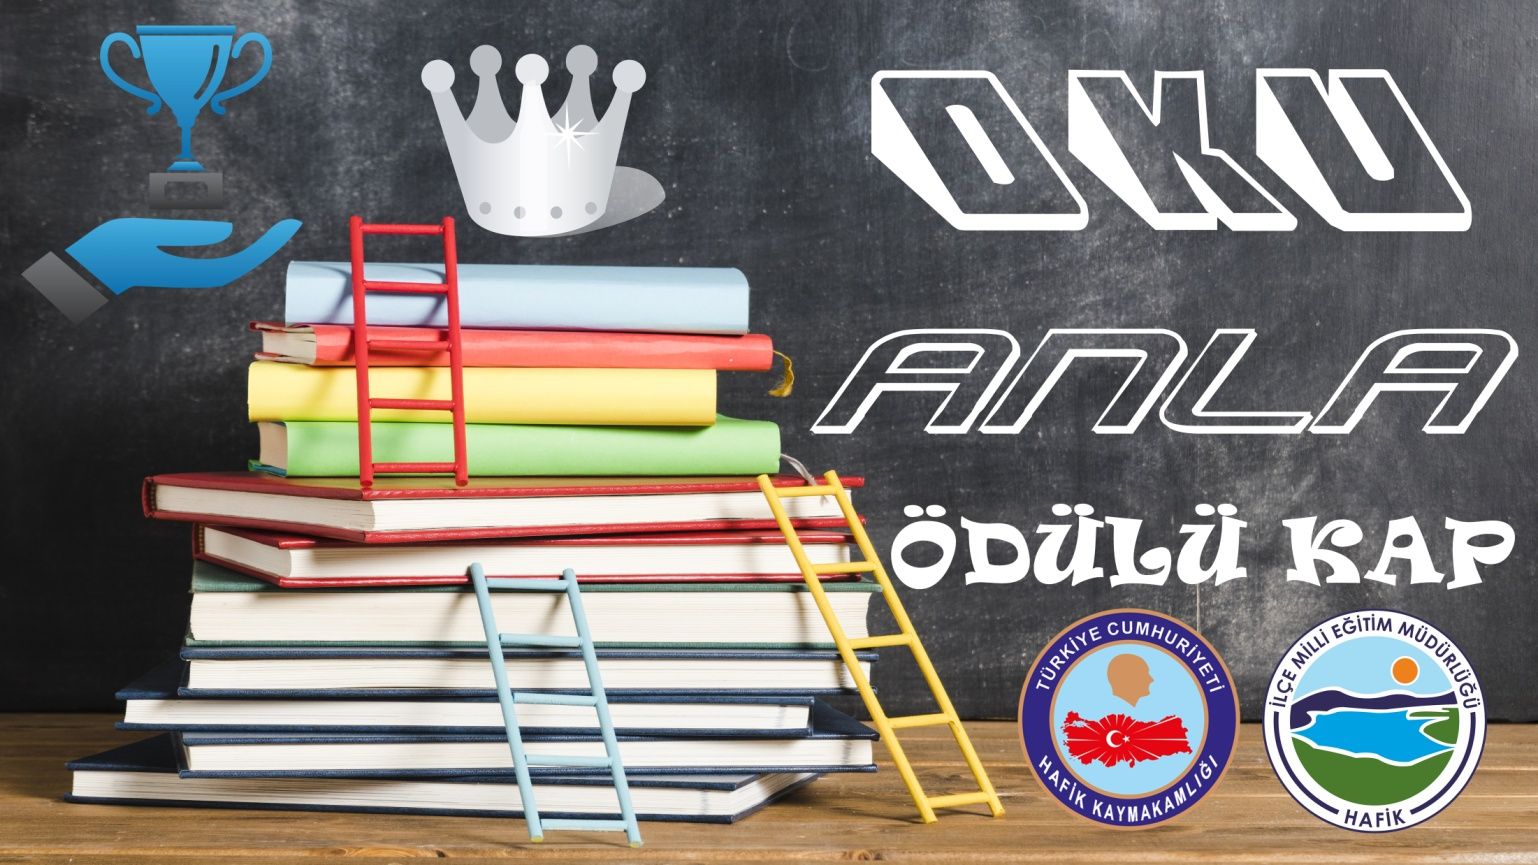 OKU
ANLA
ÖDÜLÜ KAP
TÜRKİYE CUMHURİYETİ
HAFİK KAYMAKAMLIĞI
İLÇE MİLLİ EĞİTİM MÜDÜRLÜĞÜ
HAFİK